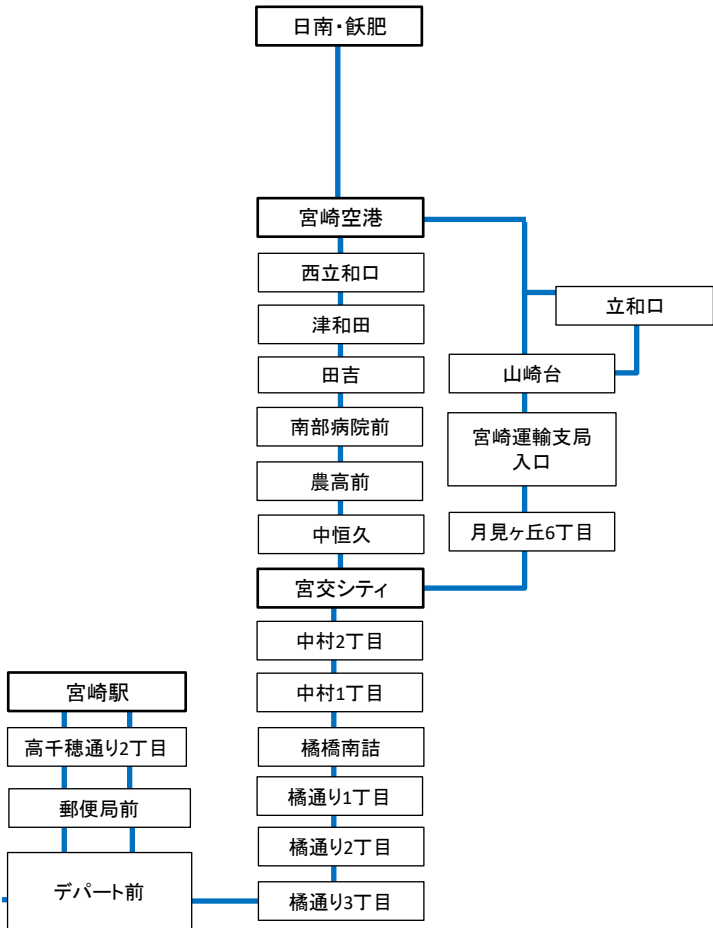 日南・飫肥
宮崎空港
西立和口
立和口
津和田
田吉
山崎台
南部病院前
宮崎運輸支局
入口
農高前
中恒久
月見ヶ丘6丁目
宮交シティ
中村2丁目
宮崎駅
中村1丁目
高千穂通り2丁目
橘橋南詰
郵便局前
橘通り1丁目
橘通り2丁目
デパート前
橘通り3丁目